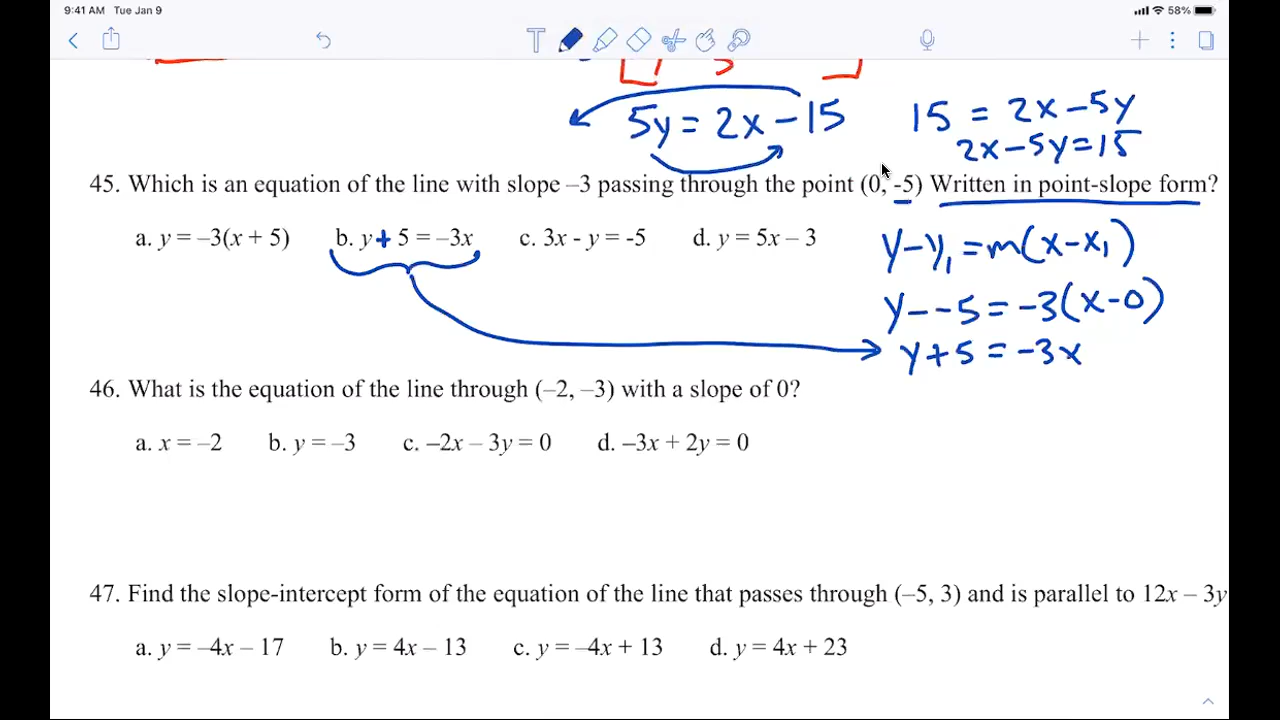 9:41 AM Tue Jan 9
58%
5y = 2x - 15
15 = 2x - 5y
2x - 5y = 15
45. Which is an equation of the line with slope –3 passing through the point (0, -5) Written in point-slope form?
a. y = –3(x + 5) b. y + 5 = –3x c. 3x - y = -5 d. y = 5x – 3
y - y₁ = m(x - x₁)
y - -5 = -3(x - 0)
y + 5 = -3x
46. What is the equation of the line through (–2, –3) with a slope of 0?
a. x = –2 b. y = –3 c. –2x – 3y = 0 d. –3x + 2y = 0
47. Find the slope-intercept form of the equation of the line that passes through (–5, 3) and is parallel to 12x – 3y
a. y = –4x – 17 b. y = 4x – 13 c. y = –4x + 13 d. y = 4x + 23